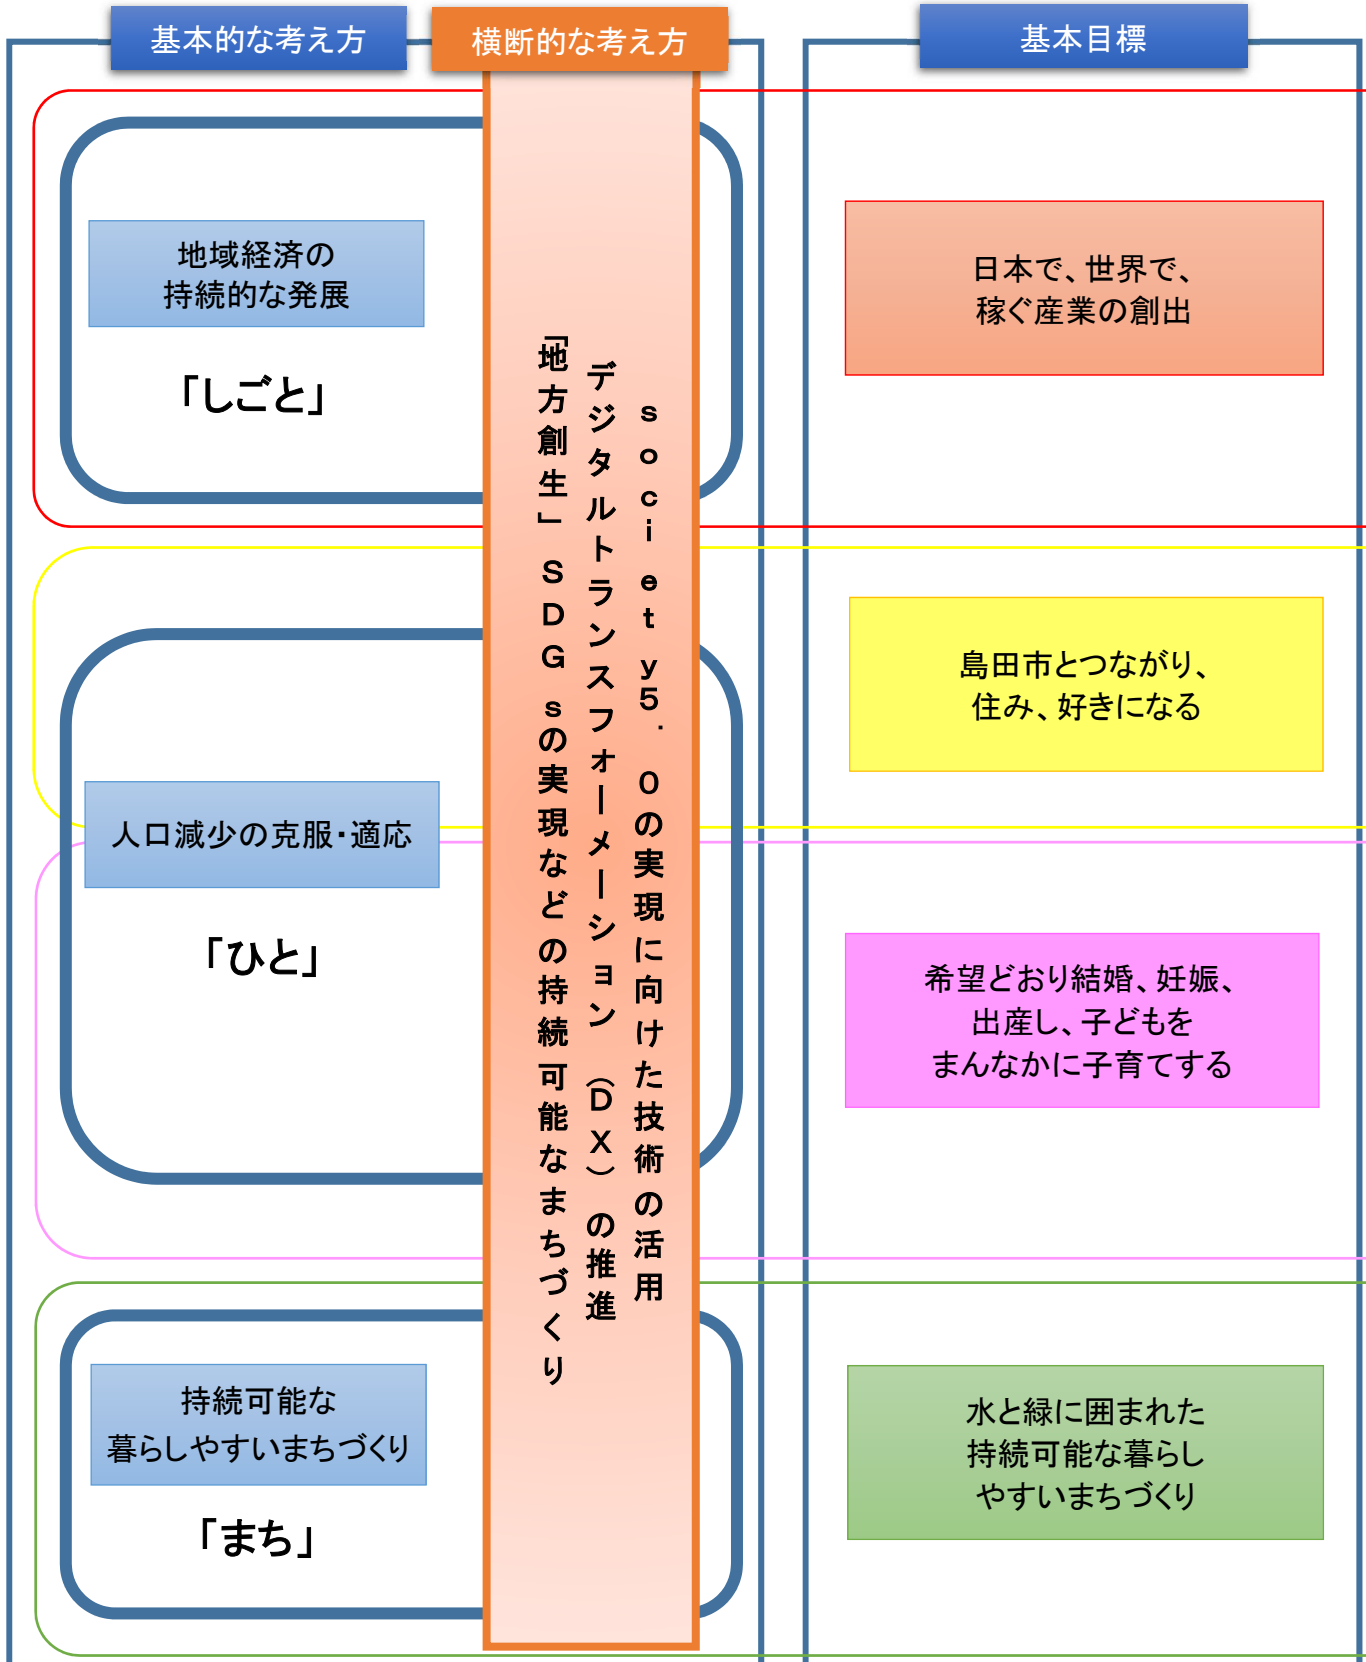 基本的な考え方
横断的な考え方
基本目標
地域経済の
持続的な発展
「しごと」
人口減少の克服・適応
「ひと」
持続可能な
暮らしやすいまちづくり
「まち」
society5.0の実現に向けた技術の活用
デジタルトランスフォーメーション（DX）の推進
「地方創生」SDGsの実現などの持続可能なまちづくり
日本で、世界で、
稼ぐ産業の創出
島田市とつながり、
住み、好きになる
希望どおり結婚、妊娠、
出産し、子どもを
まんなかに子育てする
水と緑に囲まれた
持続可能な暮らし
やすいまちづくり